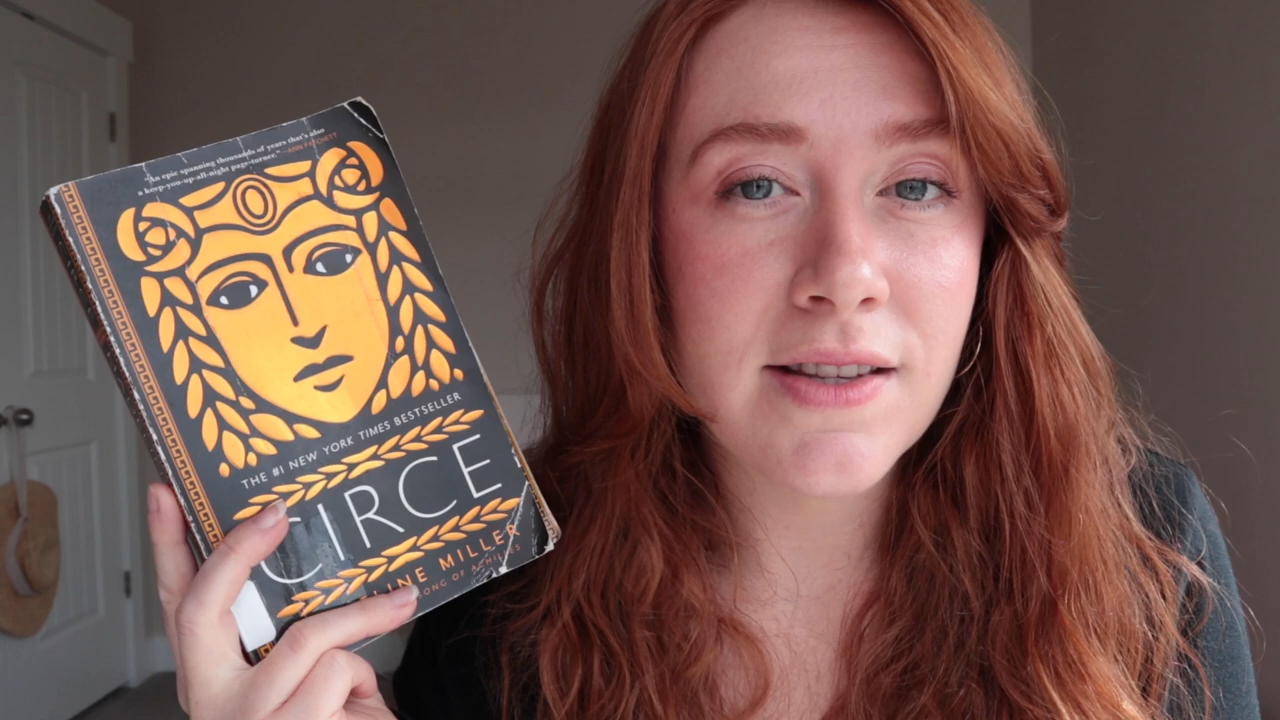 "An epic spanning thousands of years that's also
a keep-you-up-all-night page-turner." —ANN PATCHETT
THE #1 NEW YORK TIMES BESTSELLER
CIRCE
LINE MILLER
SONG OF ACHILLES